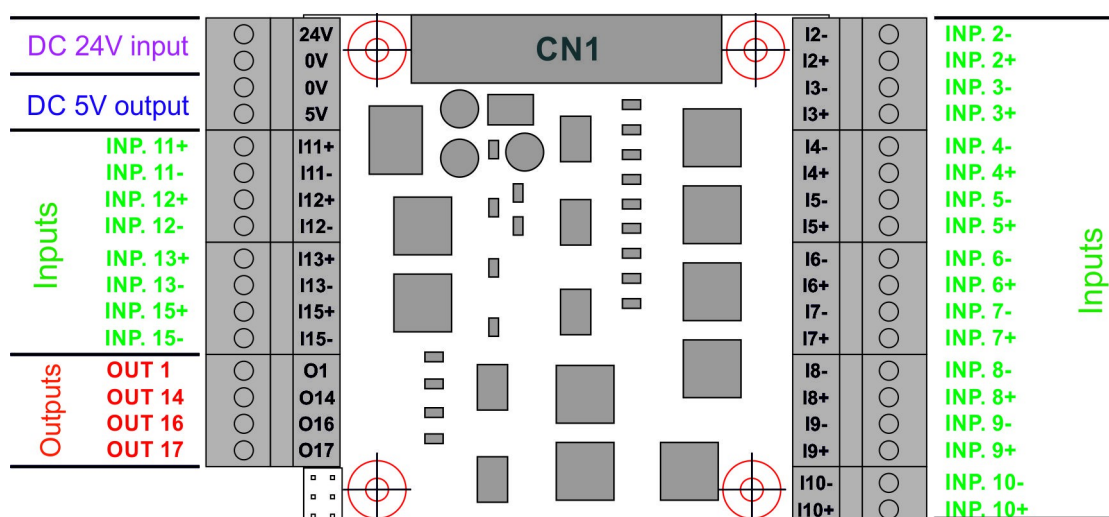 DC 24V input
DC 5V output
Inputs
INP. 11+
INP. 11-
INP. 12+
INP. 12-
INP. 13+
INP. 13-
INP. 15+
INP. 15-
Outputs
OUT 1
OUT 14
OUT 16
OUT 17
24V
0V
0V
5V
I11+
I11-
I12+
I12-
I13+
I13-
I15+
I15-
O1
O14
O16
O17
CN1
I2-
I2+
I3-
I3+
I4-
I4+
I5-
I5+
I6-
I6+
I7-
I7+
I8-
I8+
I9-
I9+
I10-
I10+
INP. 2-
INP. 2+
INP. 3-
INP. 3+
INP. 4-
INP. 4+
INP. 5-
INP. 5+
INP. 6-
INP. 6+
INP. 7-
INP. 7+
INP. 8-
INP. 8+
INP. 9-
INP. 9+
INP. 10-
INP. 10+
Inputs